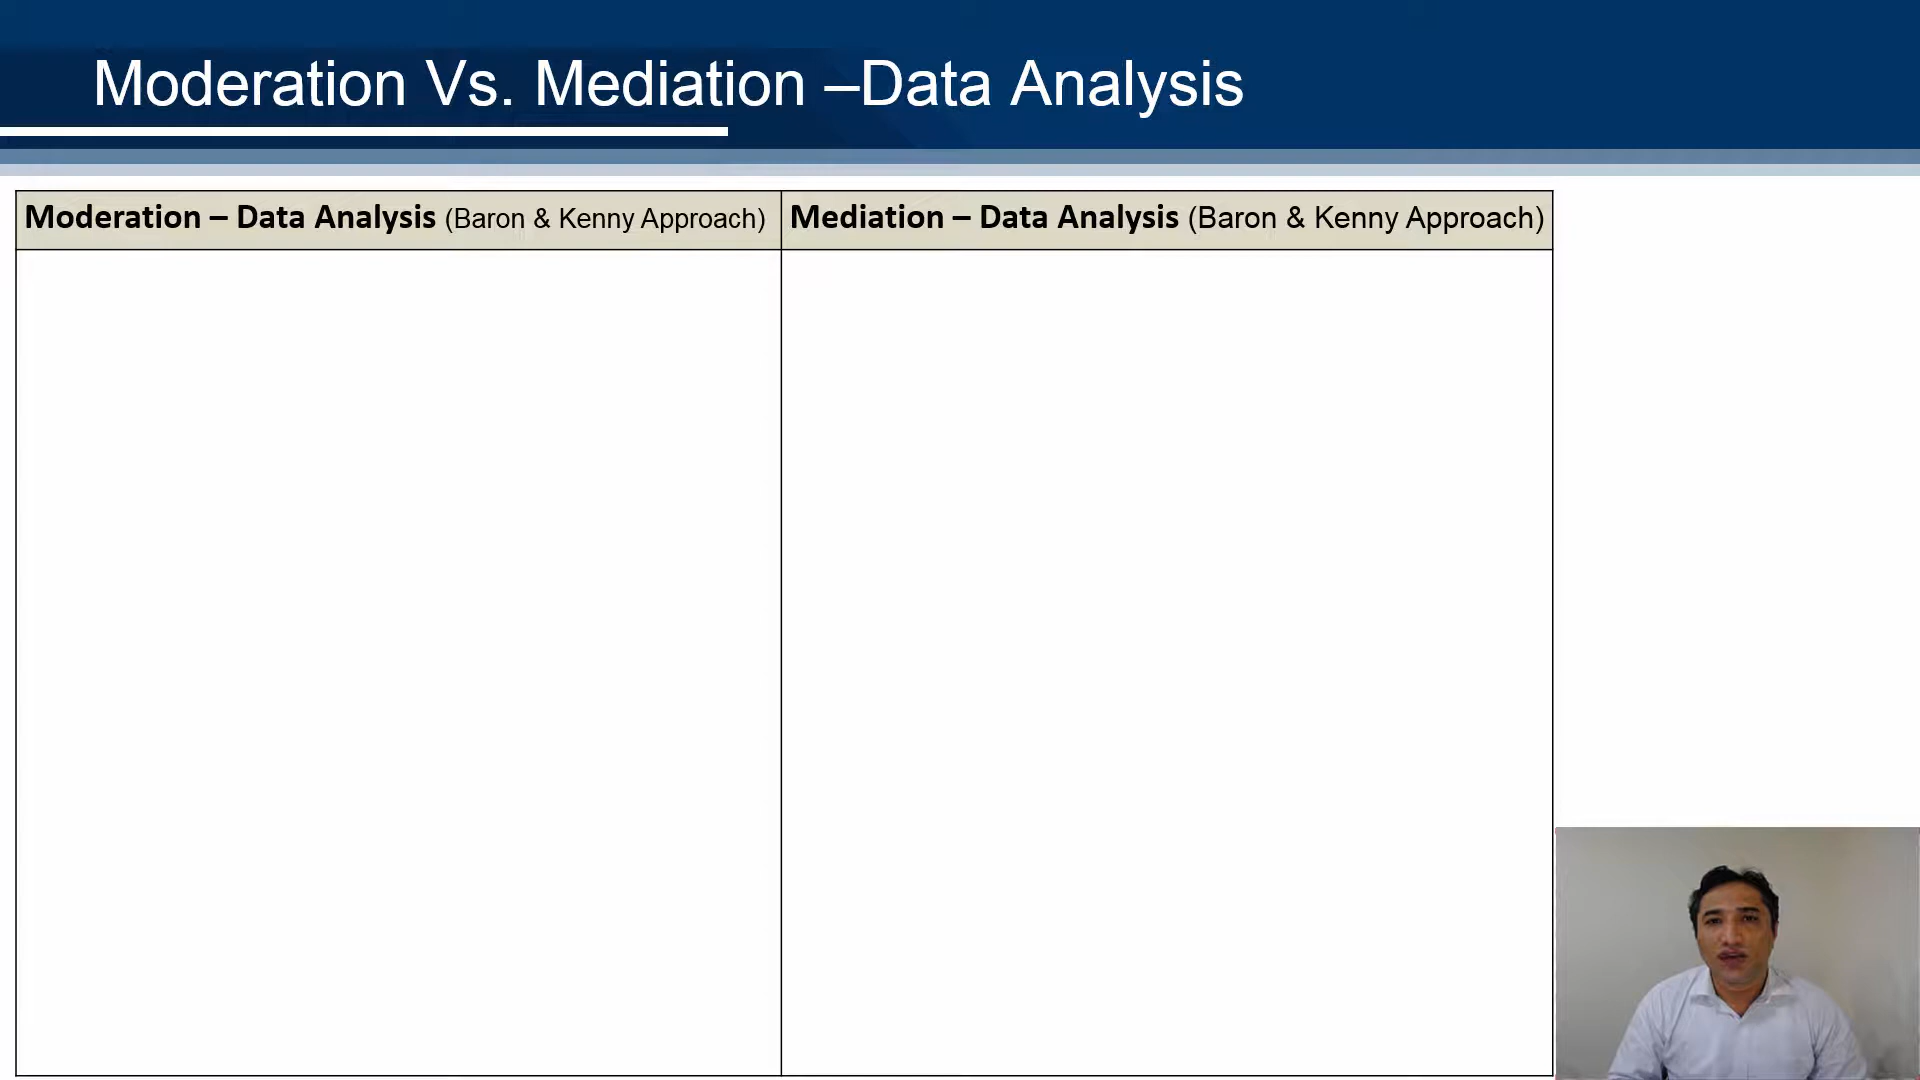 Moderation Vs. Mediation –Data Analysis
Moderation – Data Analysis (Baron & Kenny Approach)
Mediation – Data Analysis (Baron & Kenny Approach)